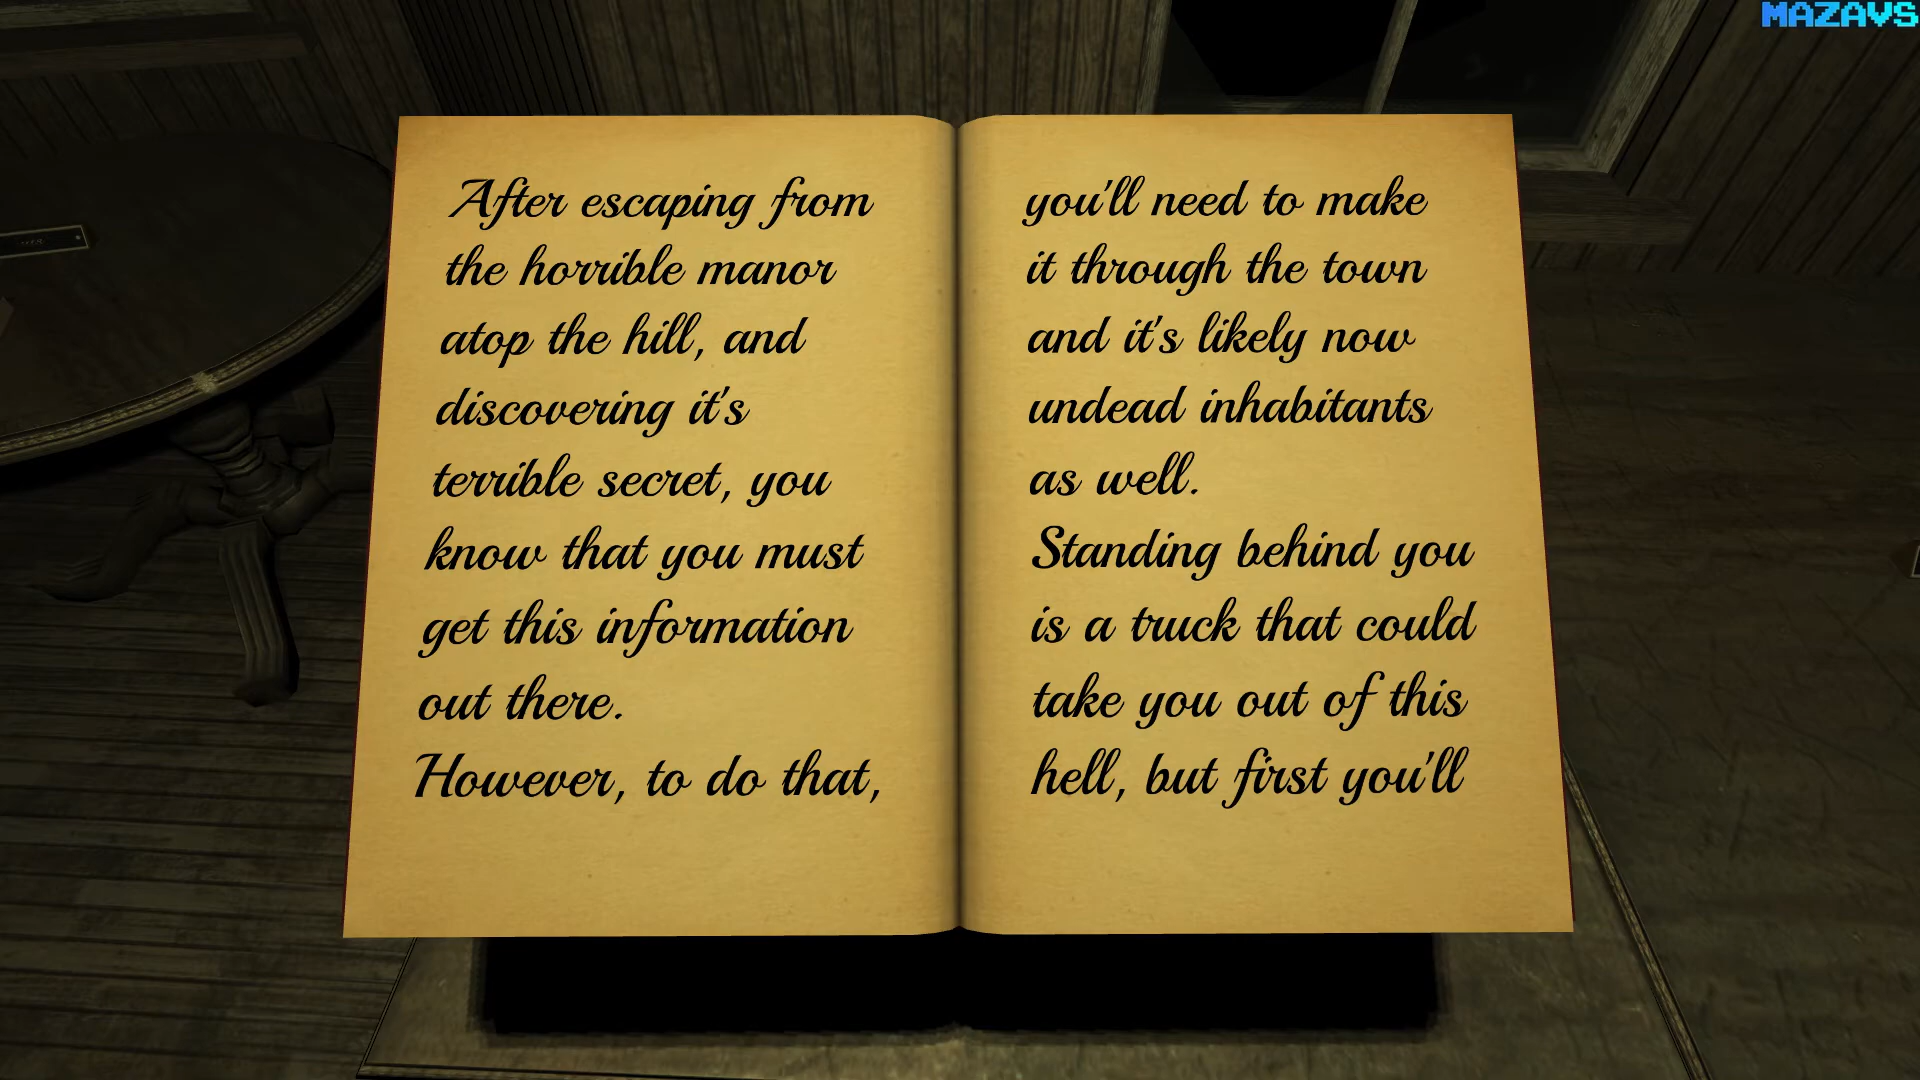 MAZAVS
After escaping from
the horrible manor
atop the hill, and
discovering it's
terrible secret, you
know that you must
get this information
out there.
However, to do that,
you'll need to make
it through the town
and it's likely now
undead inhabitants
as well.
Standing behind you
is a truck that could
take you out of this
hell, but first you'll